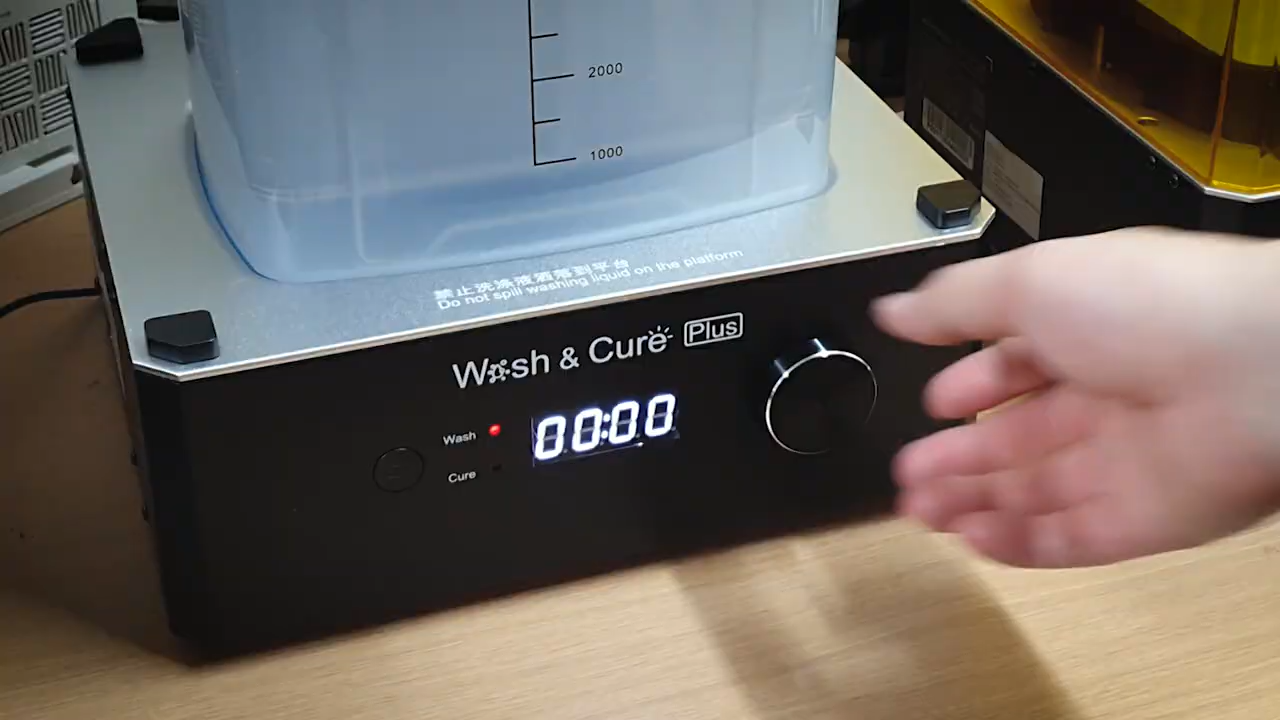 2000
1000
禁止洗涤液洒落到平台
Do not spill washing liquid on the platform
Wash & Cure Plus
Wash
00:00
Cure